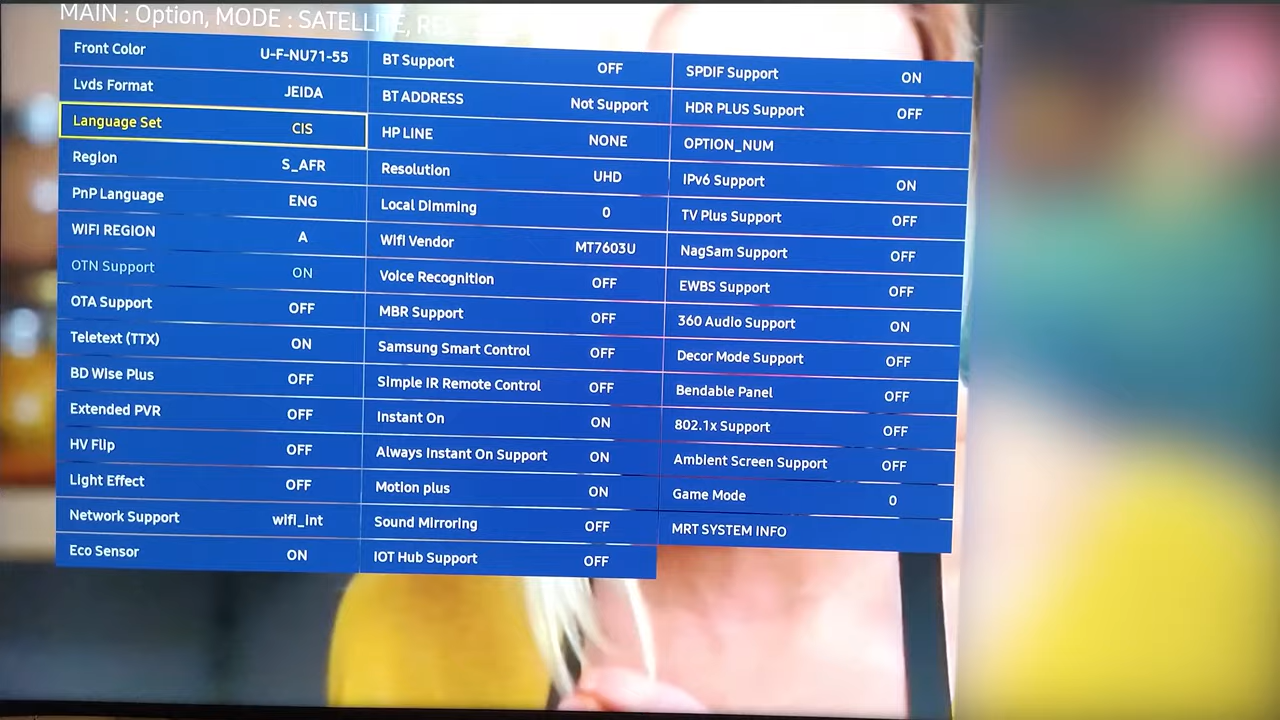 MAIN : Option, MODE : SATELLITE, RE
Front Color U-F-NU71-55
Lvds Format JEIDA
Language Set CIS
Region S_AFR
PnP Language ENG
WIFI REGION A
OTN Support ON
OTA Support OFF
Teletext (TTX) ON
BD Wise Plus OFF
Extended PVR OFF
HV Flip OFF
Light Effect OFF
Network Support wifi_int
Eco Sensor ON
BT Support OFF
BT ADDRESS Not Support
HP LINE NONE
Resolution UHD
Local Dimming 0
Wifi Vendor MT7603U
Voice Recognition OFF
MBR Support OFF
Samsung Smart Control OFF
Simple IR Remote Control OFF
Instant On ON
Always Instant On Support ON
Motion plus ON
Sound Mirroring OFF
IOT Hub Support OFF
SPDIF Support ON
HDR PLUS Support OFF
OPTION_NUM
IPv6 Support ON
TV Plus Support OFF
NagSam Support OFF
EWBS Support OFF
360 Audio Support ON
Decor Mode Support OFF
Bendable Panel OFF
802.1x Support OFF
Ambient Screen Support OFF
Game Mode 0
MRT SYSTEM INFO